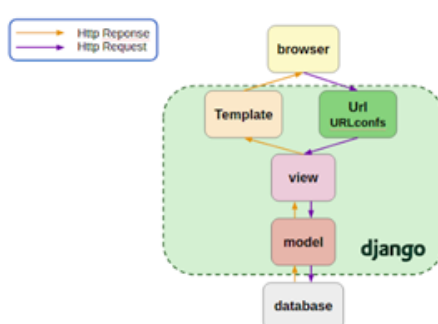 Http Reponse
Http Request
browser
Template
Url
URLconfs
view
model
django
database